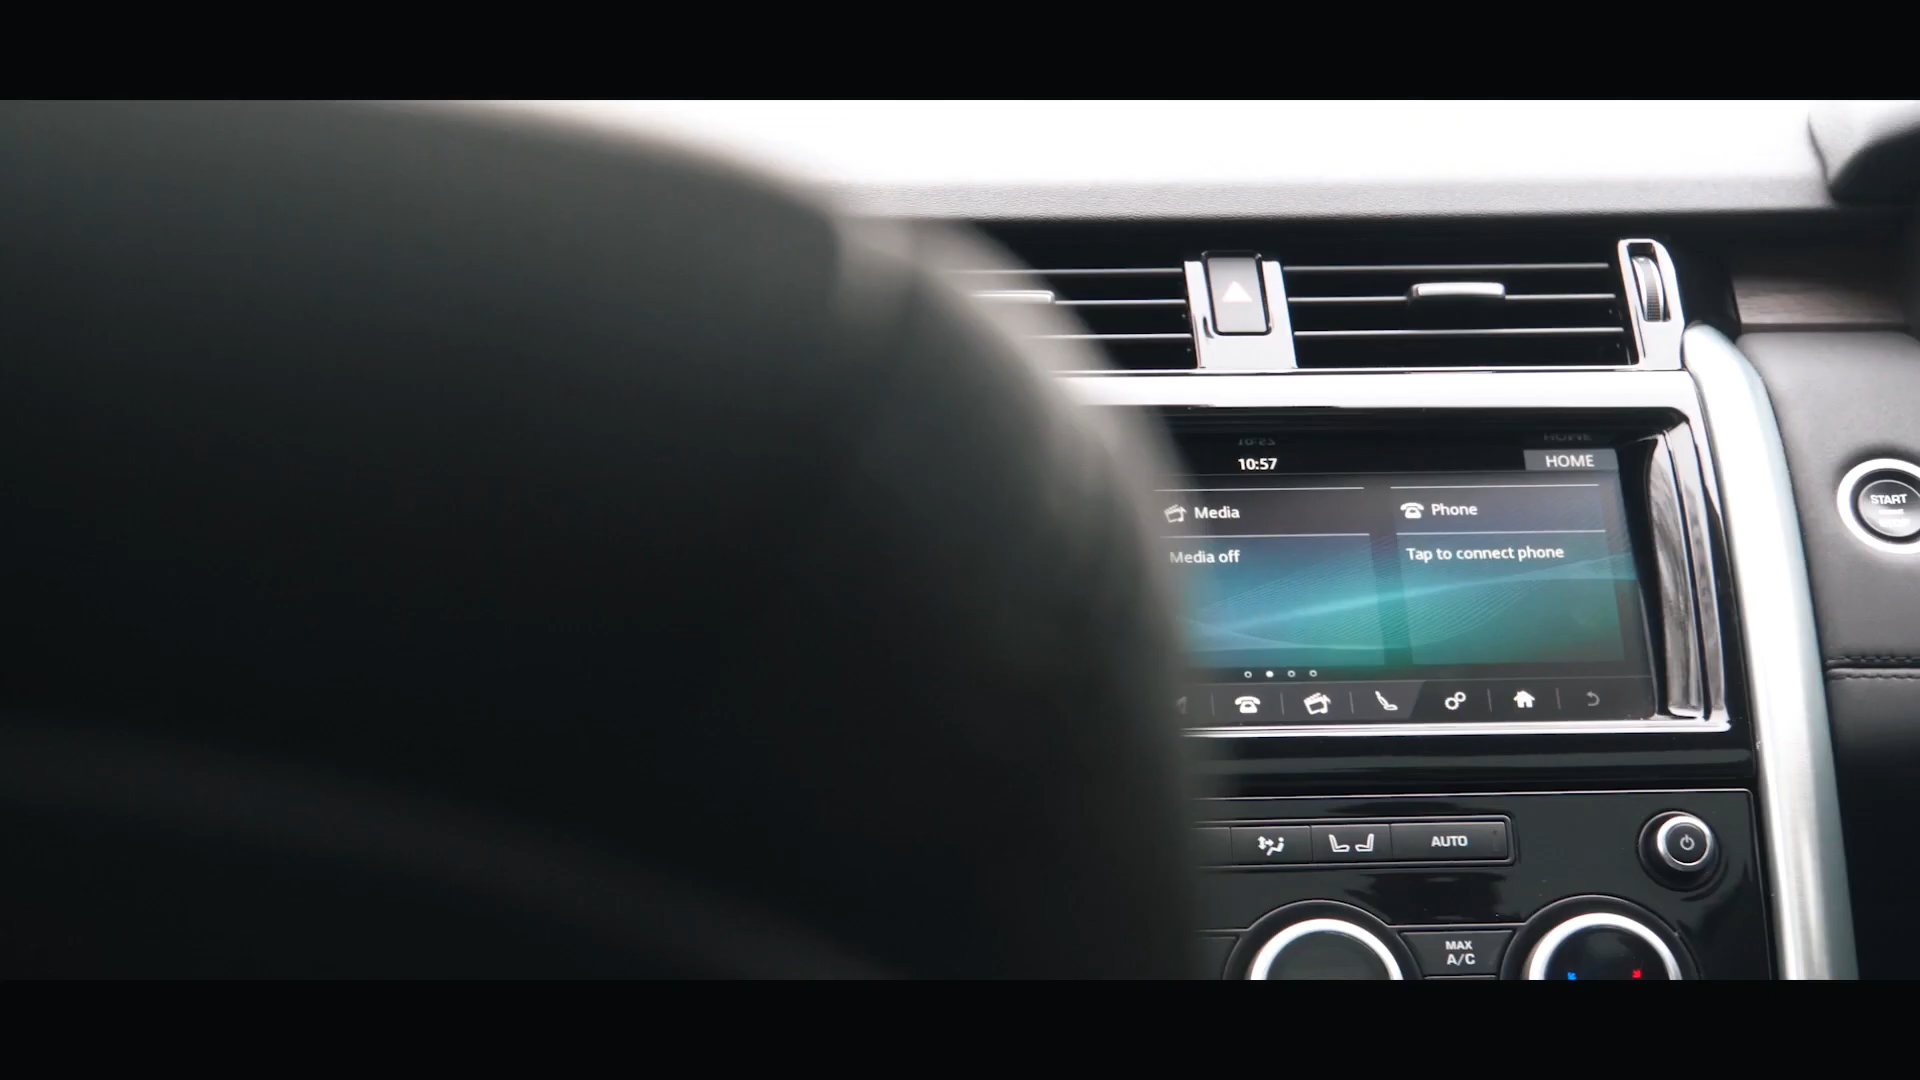 10:57
HOME
Media
Phone
Media off
Tap to connect phone
START
AUTO
MAX
A/C